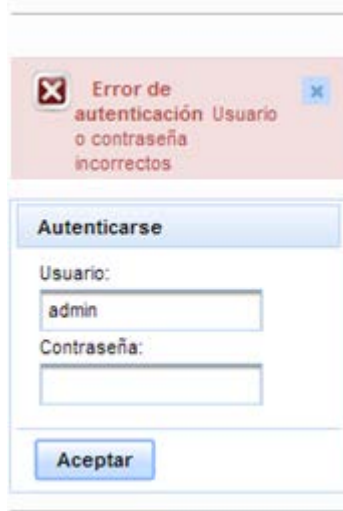 Error de
autenticación Usuario
o contraseña
incorrectos
Autenticarse
Usuario:
admin
Contraseña:
Aceptar